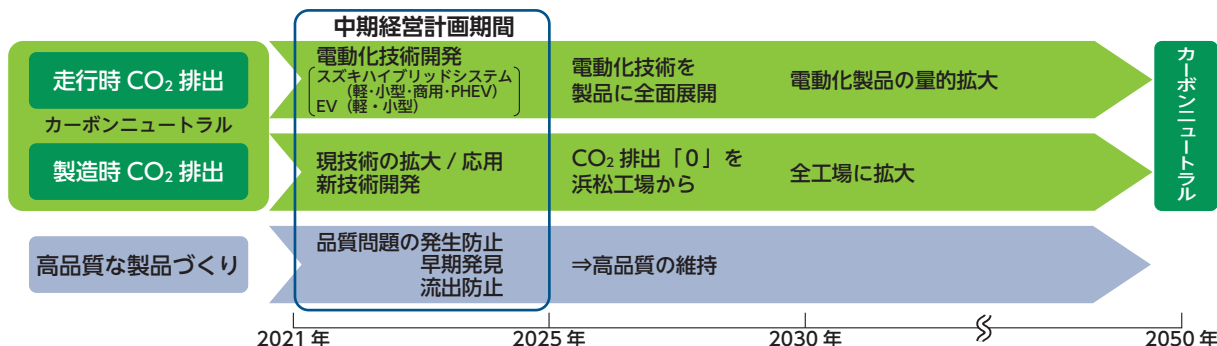 中期経営計画期間
走行時 CO₂ 排出
カーボンニュートラル
製造時 CO₂ 排出
電動化技術開発
スズキハイブリッドシステム
(軽・小型・商用・PHEV)
EV(軽・小型)
電動化技術を
製品に全面展開
電動化製品の量的拡大
現技術の拡大 / 応用
新技術開発
CO₂ 排出「0」を
浜松工場から
全工場に拡大
カーボンニュートラル
高品質な製品づくり
品質問題の発生防止
早期発見
流出防止
⇒高品質の維持
2021 年
2025 年
2030 年
2050 年